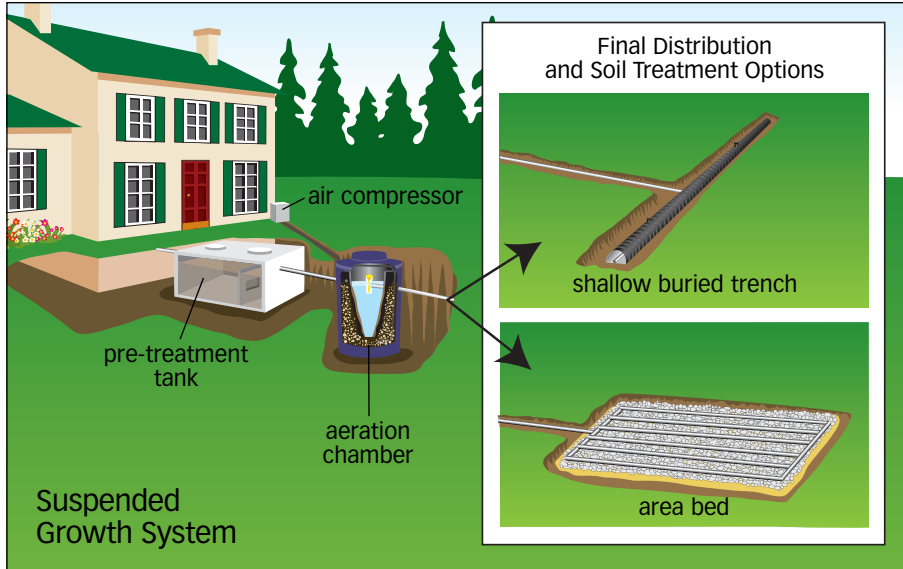 Final Distribution
and Soil Treatment Options
air compressor
shallow buried trench
pre-treatment
tank
aeration
chamber
area bed
Suspended
Growth System